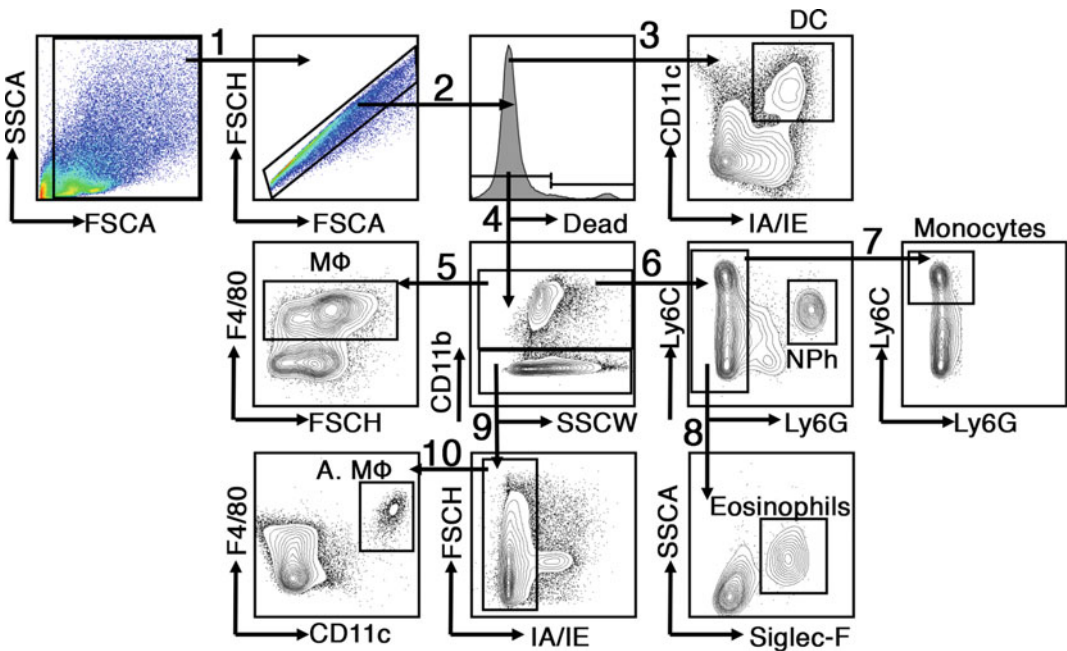 1
SSCA
FSCA
2
FSCH
FSCA
3
Dead
DC
CD11c
IA/IE
4
5
MΦ
F4/80
FSCH
CD11b
SSCW
6
Ly6C
NPh
Ly6G
7
Monocytes
Ly6C
Ly6G
8
Eosinophils
SSCA
Siglec-F
9
FSCH
IA/IE
10
A. MΦ
F4/80
CD11c